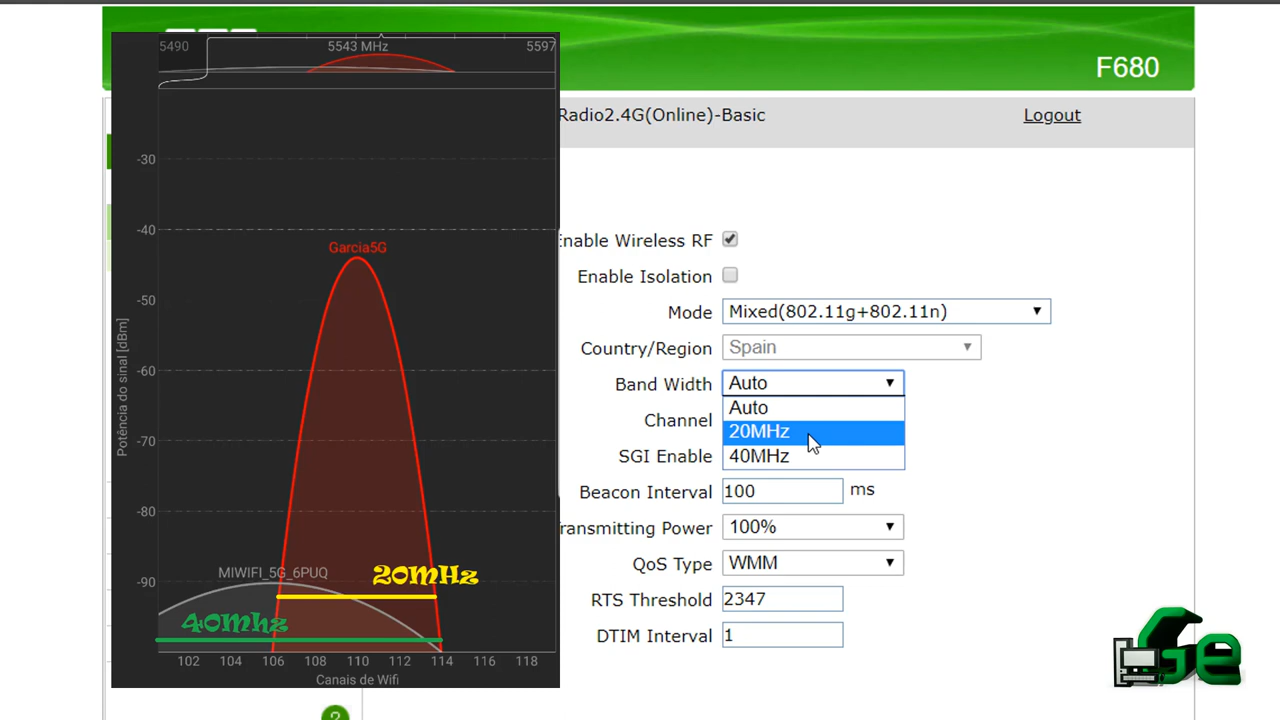 F680
Radio2.4G(Online)-Basic
Logout
5490
5543 MHz
5597
-30
-40
-50
-60
-70
-80
-90
Potência do sinal [dBm]
Garcia5G
MIWIFI_5G_6PUQ
20MHz
40Mhz
102 104 106 108 110 112 114 116 118
Canais de Wifi
Enable Wireless RF
Enable Isolation
Mode Mixed(802.11g+802.11n)
Country/Region Spain
Band Width Auto
Auto
Channel
20MHz
SGI Enable
40MHz
Beacon Interval 100 ms
Transmitting Power 100%
QoS Type WMM
RTS Threshold 2347
DTIM Interval 1
2
Ge